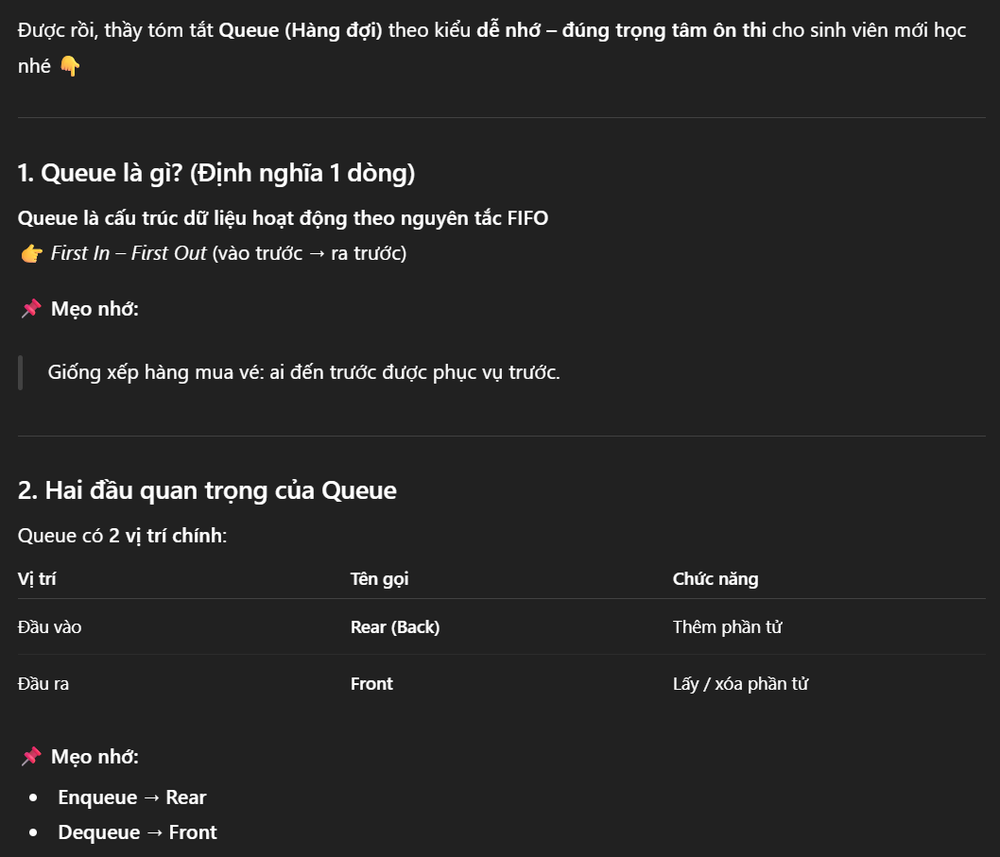 Được rồi, thầy tóm tắt Queue (Hàng đợi) theo kiểu dễ nhớ – đúng trọng tâm ôn thi cho sinh viên mới học
nhé 👇
1. Queue là gì? (Định nghĩa 1 dòng)
Queue là cấu trúc dữ liệu hoạt động theo nguyên tắc FIFO
👉 First In – First Out (vào trước → ra trước)
📌 Mẹo nhớ:
Giống xếp hàng mua vé: ai đến trước được phục vụ trước.
2. Hai đầu quan trọng của Queue
Queue có 2 vị trí chính:
Vị trí Tên gọi Chức năng
Đầu vào Rear (Back) Thêm phần tử
Đầu ra Front Lấy / xóa phần tử
📌 Mẹo nhớ:
• Enqueue → Rear
• Dequeue → Front